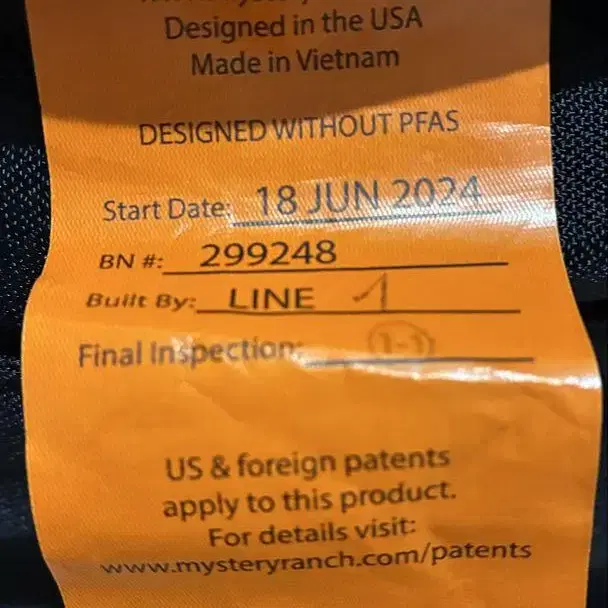 Designed in the USA
Made in Vietnam
DESIGNED WITHOUT PFAS
Start Date: 18 JUN 2024
BN #: 299248
Built By: LINE 1
Final Inspection: 1-1
US & foreign patents
apply to this product.
For details visit:
www.mysteryranch.com/patents